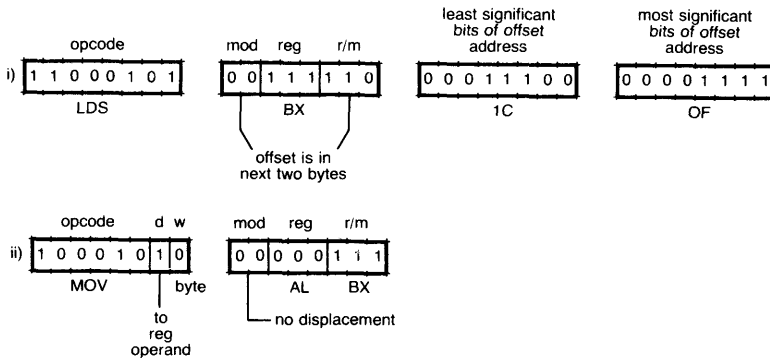 least significant most significant
opcode mod reg r/m bits of offset bits of offset
address address
i) 1 1 0 0 0 1 0 1 0 0 1 1 1 1 1 0 0 0 0 1 1 1 0 0 0 0 0 0 1 1 1 1
LDS BX 1C OF
offset is in
next two bytes
opcode d w mod reg r/m
ii) 1 0 0 0 1 0 1 0 0 0 0 0 0 1 1 1
MOV byte AL BX
to no displacement
reg
operand